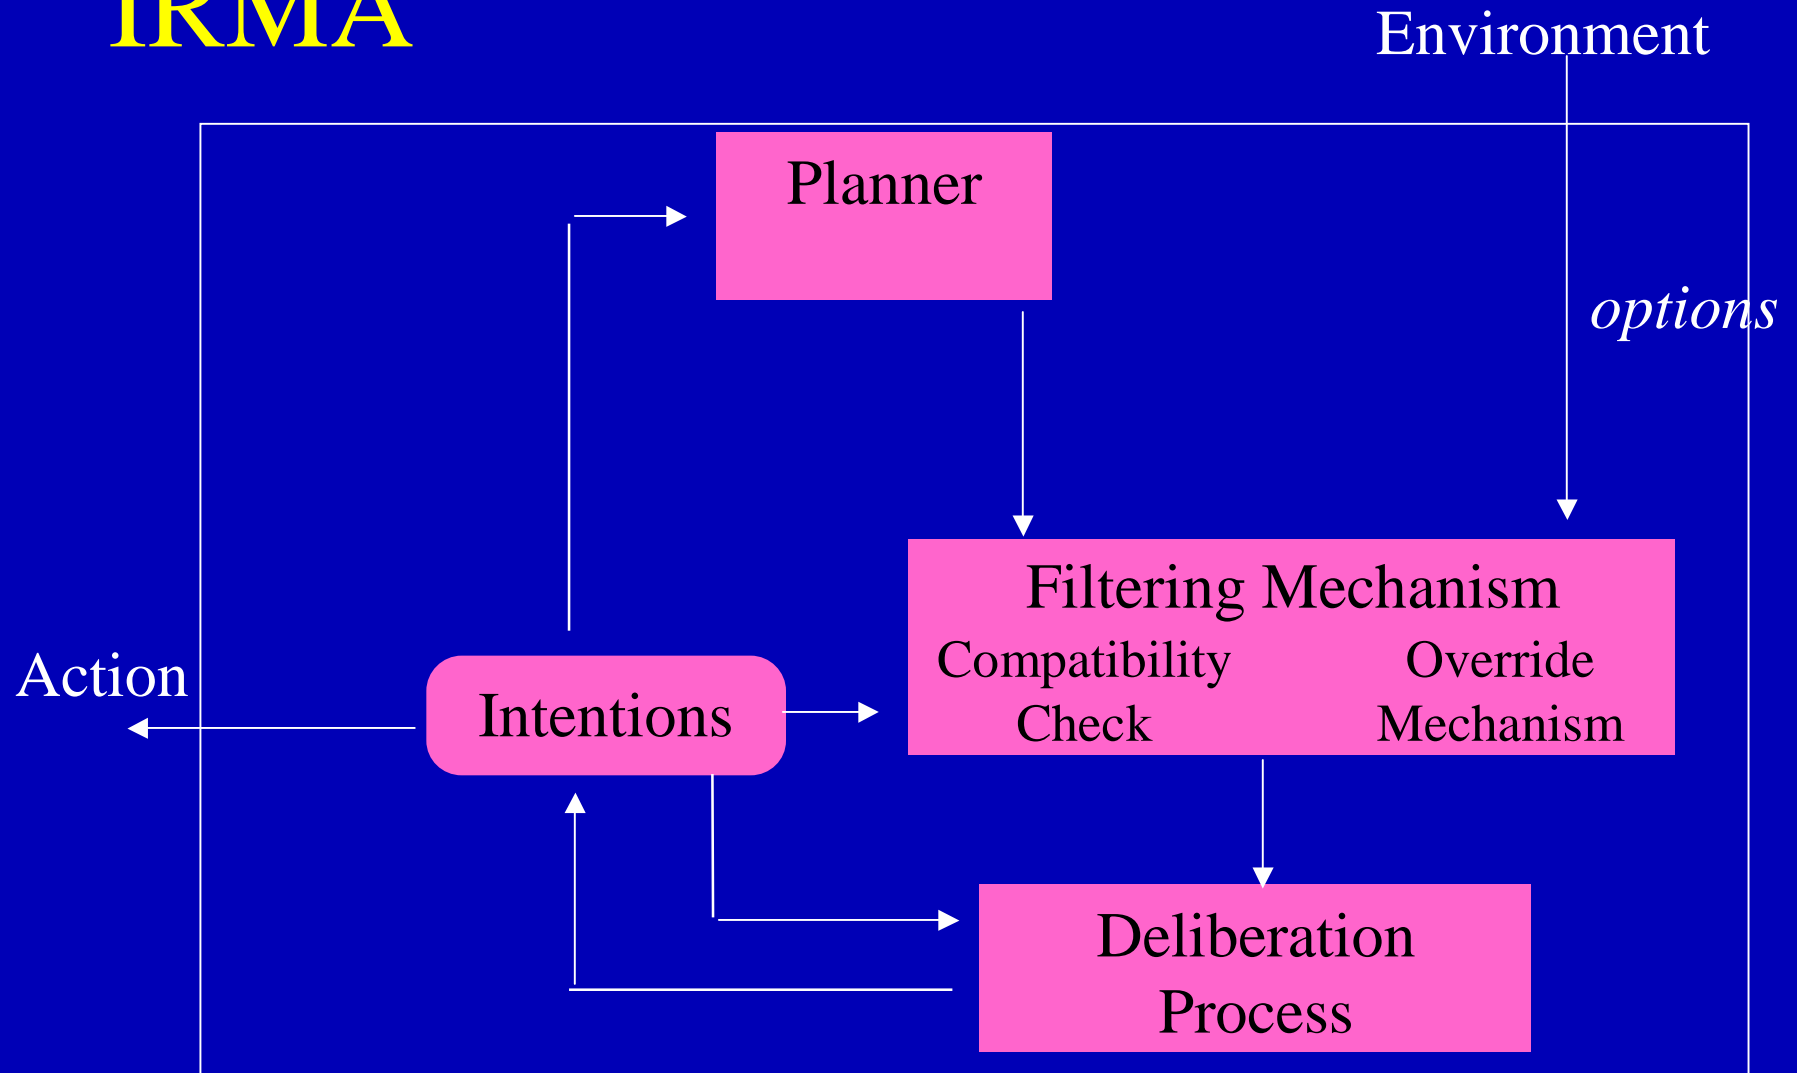 IRMA
Environment
Planner
options
Filtering Mechanism
Compatibility Override
Check Mechanism
Action
Intentions
Deliberation
Process